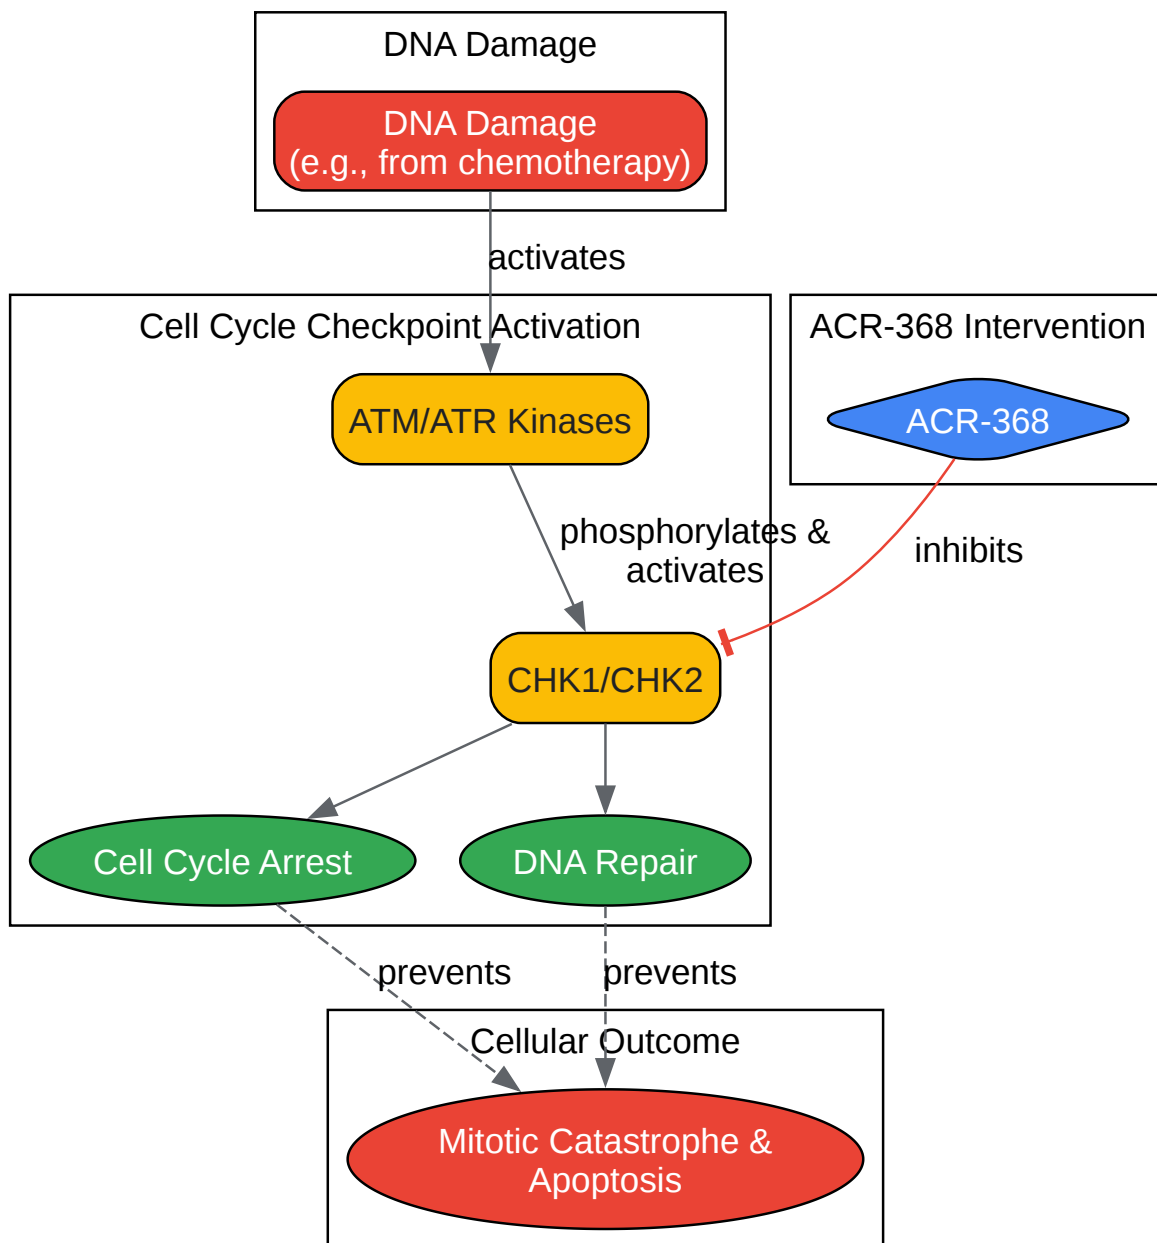 DNA Damage
DNA Damage
(e.g., from chemotherapy)
activates
Cell Cycle Checkpoint Activation
ACR-368 Intervention
ATM/ATR Kinases
ACR-368
phosphorylates &
activates
inhibits
CHK1/CHK2
Cell Cycle Arrest
DNA Repair
prevents
prevents
Cellular Outcome
Mitotic Catastrophe &
Apoptosis